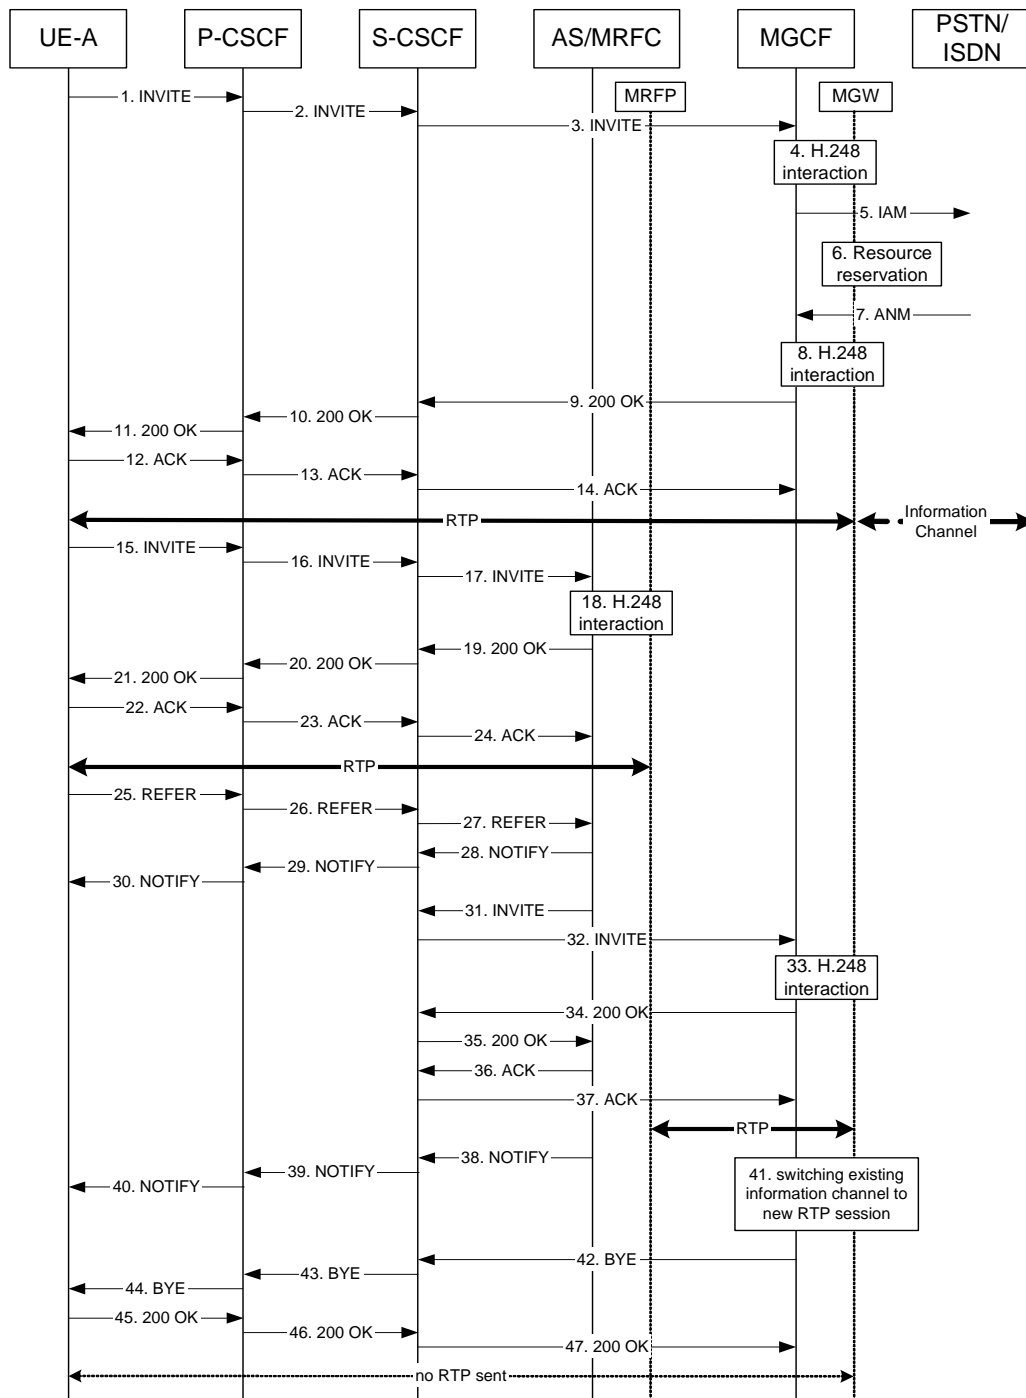 UE-A
P-CSCF
S-CSCF
AS/MRFC
MGCF
PSTN/
ISDN
MRFP
MGW
1. INVITE
2. INVITE
3. INVITE
4. H.248
interaction
5. IAM
6. Resource
reservation
7. ANM
8. H.248
interaction
9. 200 OK
10. 200 OK
11. 200 OK
12. ACK
13. ACK
14. ACK
RTP
Information
Channel
15. INVITE
16. INVITE
17. INVITE
18. H.248
interaction
19. 200 OK
20. 200 OK
21. 200 OK
22. ACK
23. ACK
24. ACK
RTP
25. REFER
26. REFER
27. REFER
28. NOTIFY
29. NOTIFY
30. NOTIFY
31. INVITE
32. INVITE
33. H.248
interaction
34. 200 OK
35. 200 OK
36. ACK
37. ACK
RTP
38. NOTIFY
39. NOTIFY
40. NOTIFY
41. switching existing
information channel to
new RTP session
42. BYE
43. BYE
44. BYE
45. 200 OK
46. 200 OK
47. 200 OK
no RTP sent